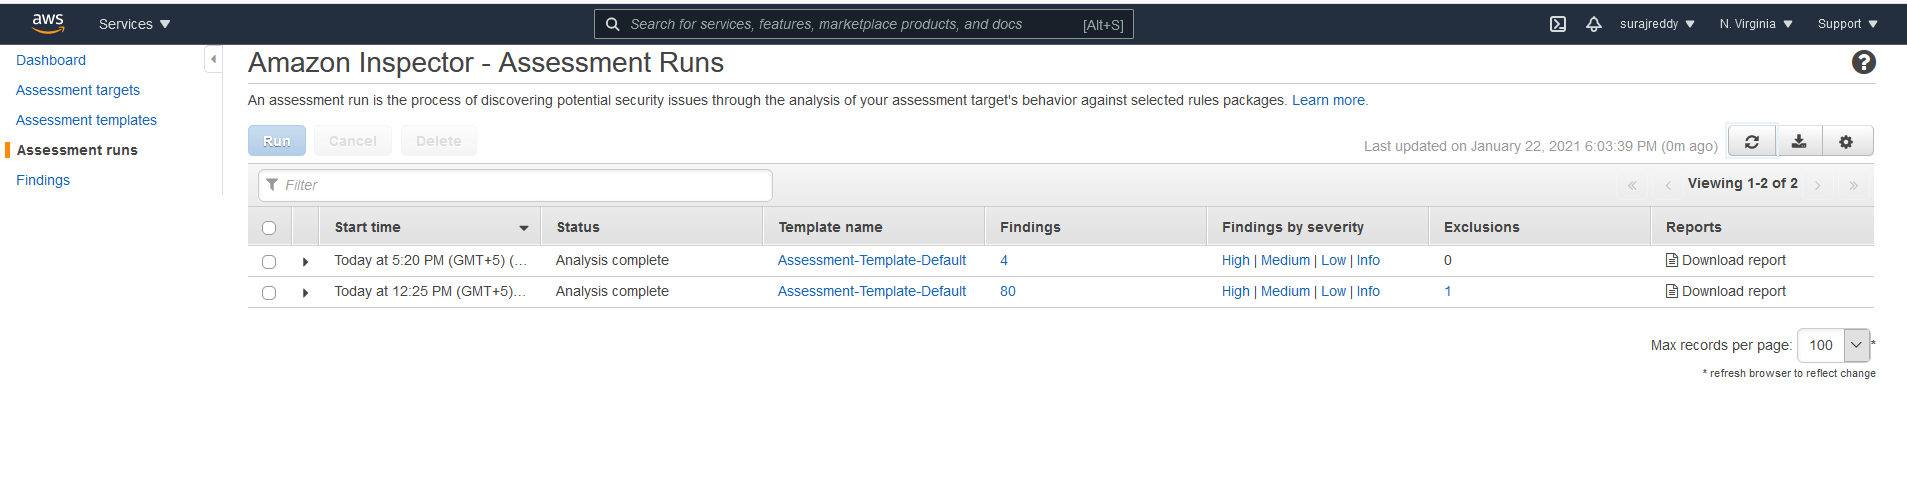 aws Services Search for services, features, marketplace products, and docs [Alt+S] surajreddy N. Virginia Support
Dashboard
Assessment targets
Assessment templates
Assessment runs
Findings
Amazon Inspector - Assessment Runs ?
An assessment run is the process of discovering potential security issues through the analysis of your assessment target's behavior against selected rules packages. Learn more.
Run Cancel Delete Last updated on January 22, 2021 6:03:39 PM (0m ago)
Filter « ‹ Viewing 1-2 of 2 › »
Start time Status Template name Findings Findings by severity Exclusions Reports
Today at 5:20 PM (GMT+5) (... Analysis complete Assessment-Template-Default 4 High | Medium | Low | Info 0 Download report
Today at 12:25 PM (GMT+5)... Analysis complete Assessment-Template-Default 80 High | Medium | Low | Info 1 Download report
Max records per page: 100 *
* refresh browser to reflect change